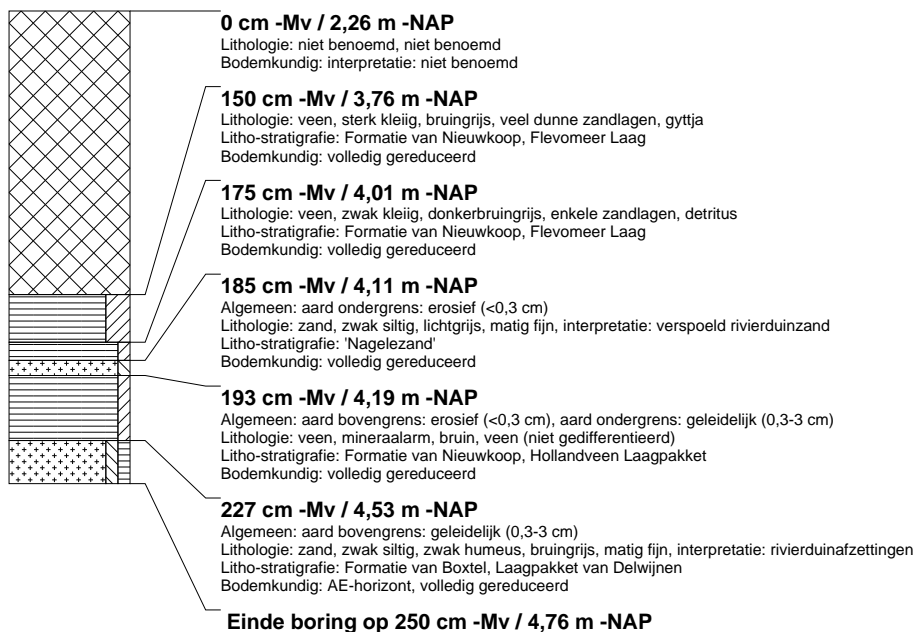 0 cm -Mv / 2,26 m -NAP
Lithologie: niet benoemd, niet benoemd
Bodemkundig: interpretatie: niet benoemd
150 cm -Mv / 3,76 m -NAP
Lithologie: veen, sterk kleiig, bruingrijs, veel dunne zandlagen, gyttja
Litho-stratigrafie: Formatie van Nieuwkoop, Flevomeer Laag
Bodemkundig: volledig gereduceerd
175 cm -Mv / 4,01 m -NAP
Lithologie: veen, zwak kleiig, donkerbruingrijs, enkele zandlagen, detritus
Litho-stratigrafie: Formatie van Nieuwkoop, Flevomeer Laag
Bodemkundig: volledig gereduceerd
185 cm -Mv / 4,11 m -NAP
Algemeen: aard ondergrens: erosief (<0,3 cm)
Lithologie: zand, zwak siltig, lichtgrijs, matig fijn, interpretatie: verspoeld rivierduinzand
Litho-stratigrafie: 'Nagelezand'
Bodemkundig: volledig gereduceerd
193 cm -Mv / 4,19 m -NAP
Algemeen: aard bovengrens: erosief (<0,3 cm), aard ondergrens: geleidelijk (0,3-3 cm)
Lithologie: veen, mineraalarm, bruin, veen (niet gedifferentieerd)
Litho-stratigrafie: Formatie van Nieuwkoop, Hollandveen Laagpakket
Bodemkundig: volledig gereduceerd
227 cm -Mv / 4,53 m -NAP
Algemeen: aard bovengrens: geleidelijk (0,3-3 cm)
Lithologie: zand, zwak siltig, zwak humeus, bruingrijs, matig fijn, interpretatie: rivierduinafzettingen
Litho-stratigrafie: Formatie van Boxtel, Laagpakket van Delwijnen
Bodemkundig: AE-horizont, volledig gereduceerd
Einde boring op 250 cm -Mv / 4,76 m -NAP